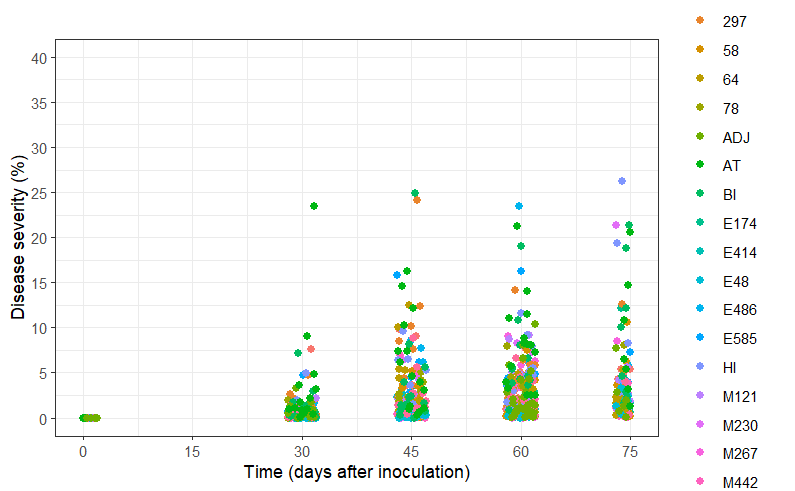 40
35
30
25
20
15
10
5
0
Disease severity (%)
0 15 30 45 60 75
Time (days after inoculation)
297
58
64
78
ADJ
AT
BI
E174
E414
E48
E486
E585
HI
M121
M230
M267
M442